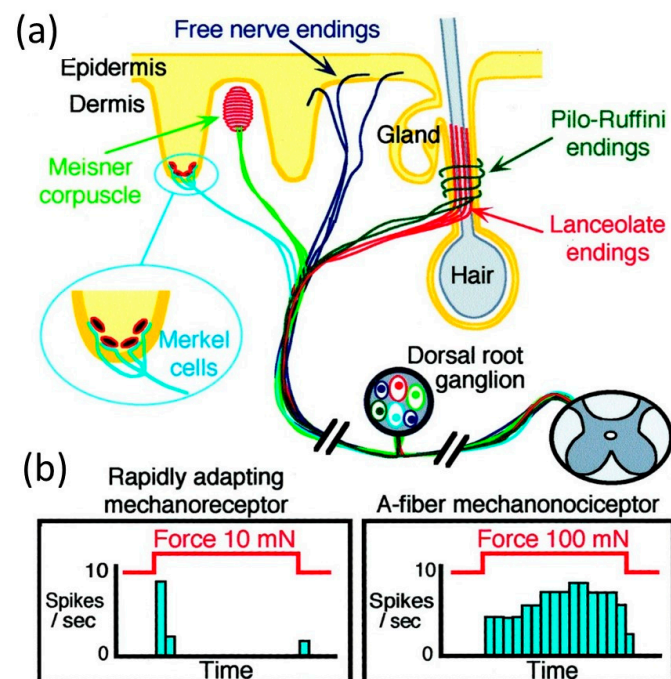 (a)
Free nerve endings
Epidermis
Dermis
Gland
Pilo-Ruffini
endings
Meisner
corpuscle
Lanceolate
endings
Hair
Merkel
cells
Dorsal root
ganglion
(b)
Rapidly adapting
mechanoreceptor
Force 10 mN
10
Spikes
/ sec
0
Time
A-fiber mechanonociceptor
Force 100 mN
10
Spikes
/ sec
0
Time